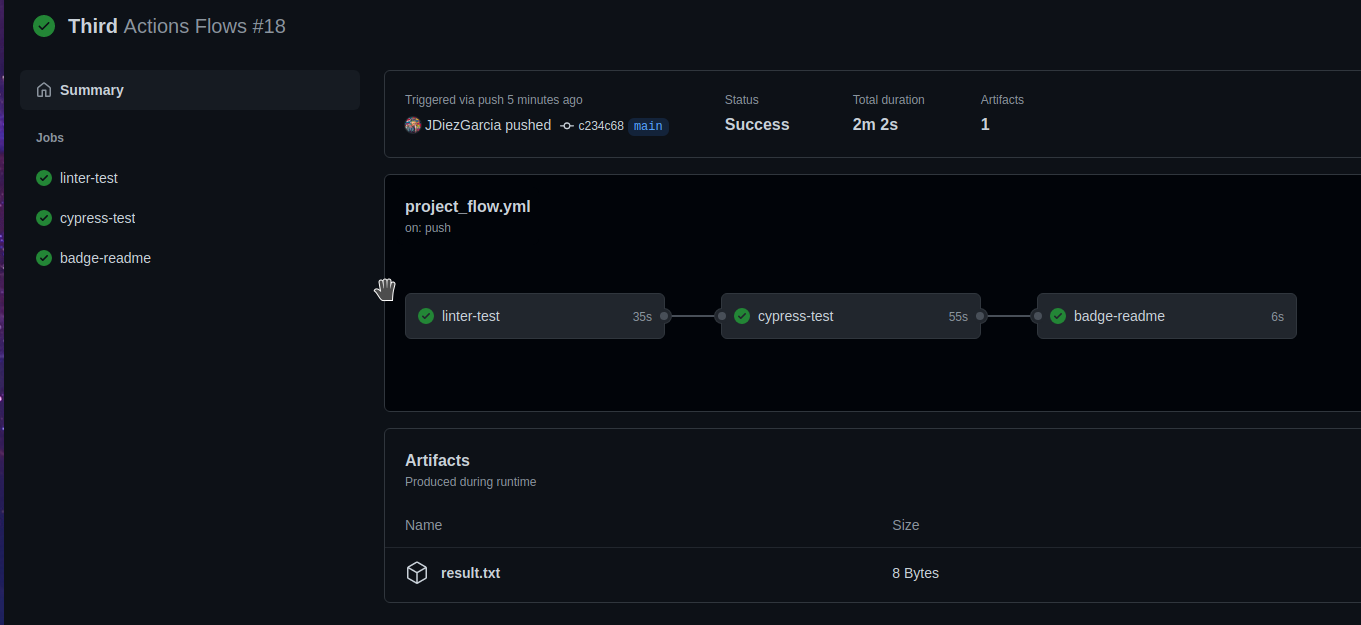 Third Actions Flows #18
Summary
Jobs
linter-test
cypress-test
badge-readme
Triggered via push 5 minutes ago
JDiezGarcia pushed c234c68 main
Status
Success
Total duration
2m 2s
Artifacts
1
project_flow.yml
on: push
linter-test 35s
cypress-test 55s
badge-readme 6s
Artifacts
Produced during runtime
Name Size
result.txt 8 Bytes